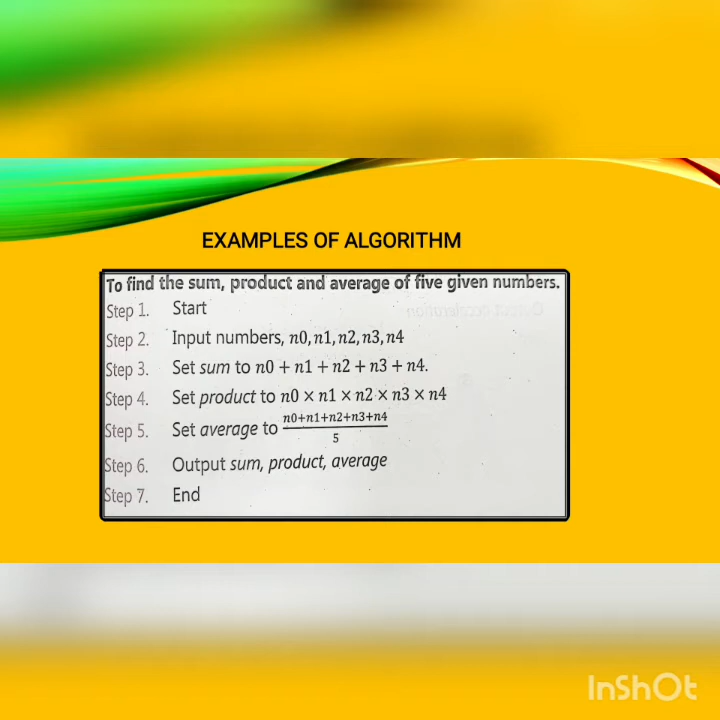 EXAMPLES OF ALGORITHM
To find the sum, product and average of five given numbers.
Step 1. Start
Step 2. Input numbers, n0, n1, n2, n3, n4
Step 3. Set sum to n0 + n1 + n2 + n3 + n4.
Step 4. Set product to n0 × n1 × n2 × n3 × n4
Step 5. Set average to n0+n1+n2+n3+n4
5
Step 6. Output sum, product, average
Step 7. End
InShOt